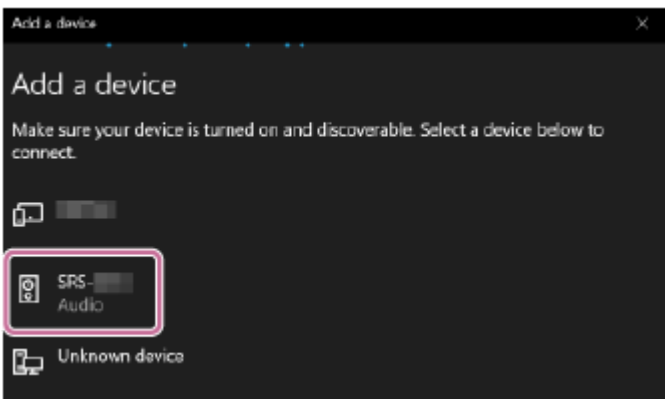 Add a device
Add a device
Make sure your device is turned on and discoverable. Select a device below to
connect.
SRS-
Audio
Unknown device